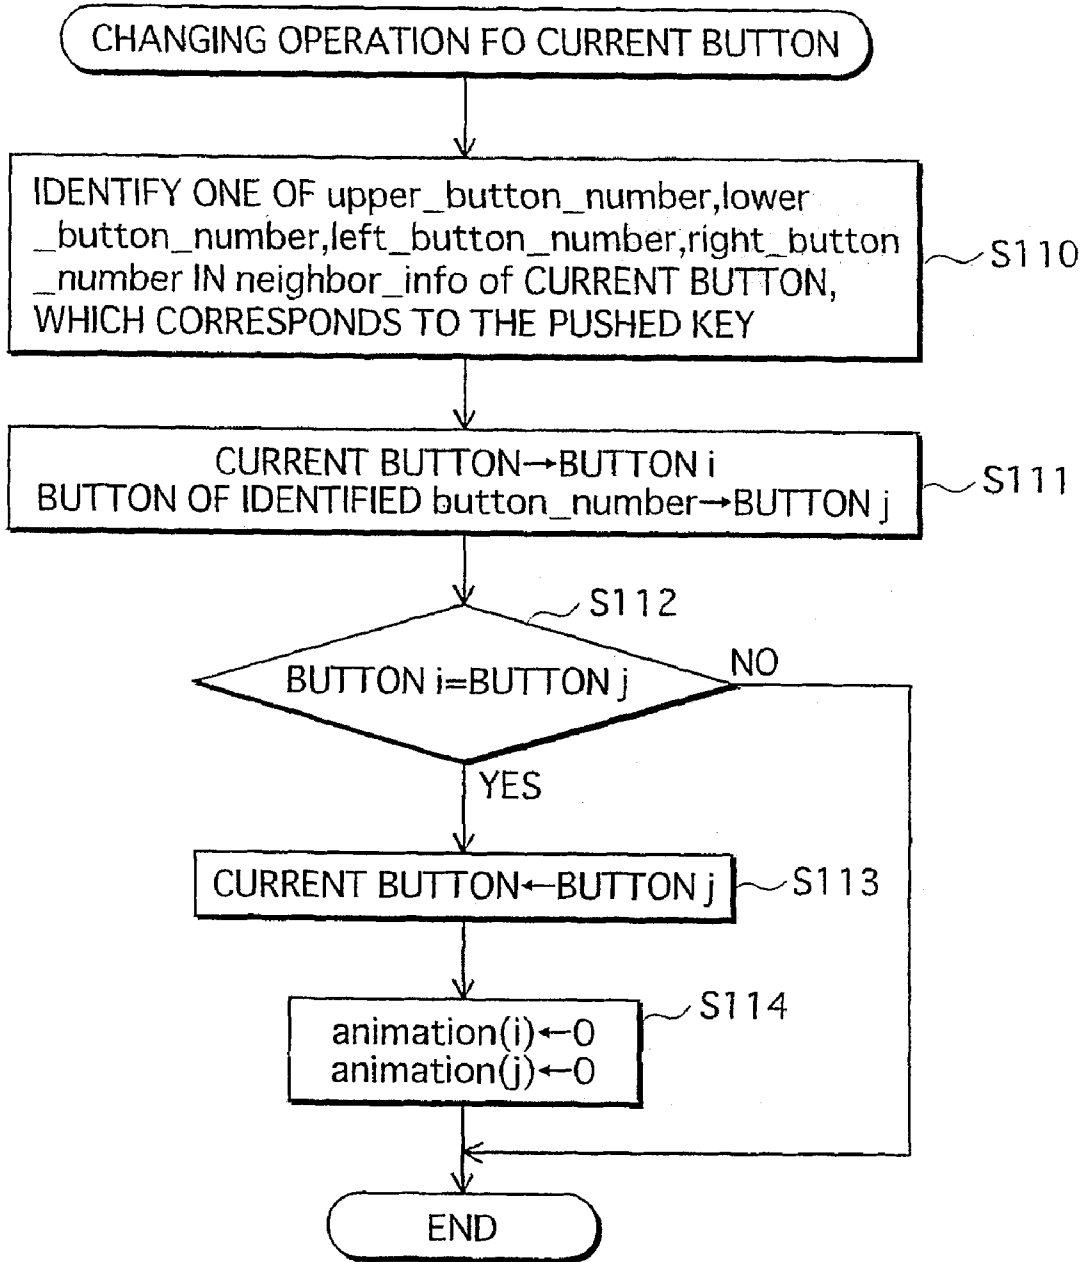 CHANGING OPERATION FO CURRENT BUTTON
IDENTIFY ONE OF upper_button_number,lower
_button_number,left_button_number,right_button
_number IN neighbor_info of CURRENT BUTTON,
WHICH CORRESPONDS TO THE PUSHED KEY
S110
CURRENT BUTTON→BUTTON i
BUTTON OF IDENTIFIED button_number→BUTTON j
S111
S112
BUTTON i=BUTTON j
NO
YES
CURRENT BUTTON←BUTTON j
S113
S114
animation(i)←0
animation(j)←0
END